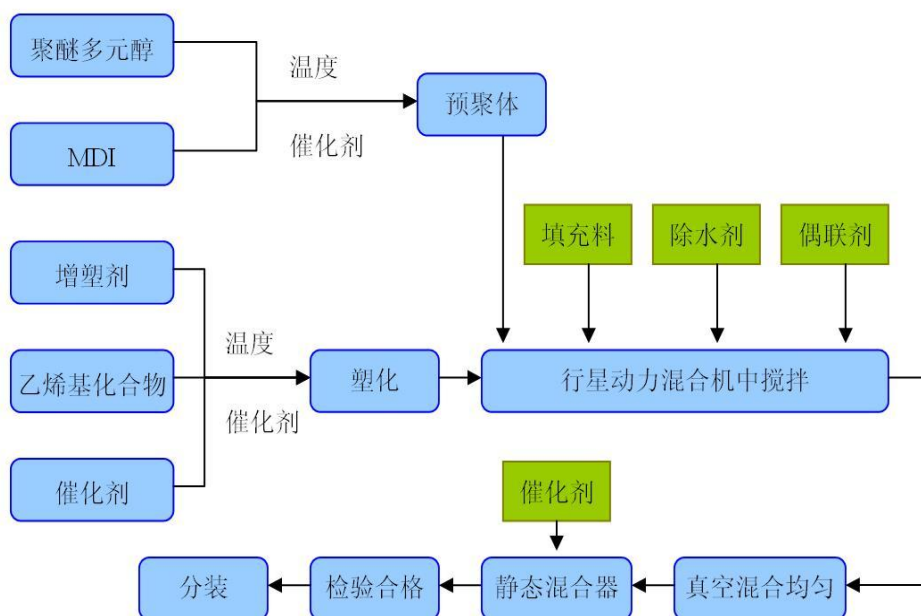 聚醚多元醇
温度
预聚体
催化剂
MDI
填充料
除水剂
偶联剂
增塑剂
温度
乙烯基化合物
塑化
行星动力混合机中搅拌
催化剂
催化剂
催化剂
分装
检验合格
静态混合器
真空混合均匀